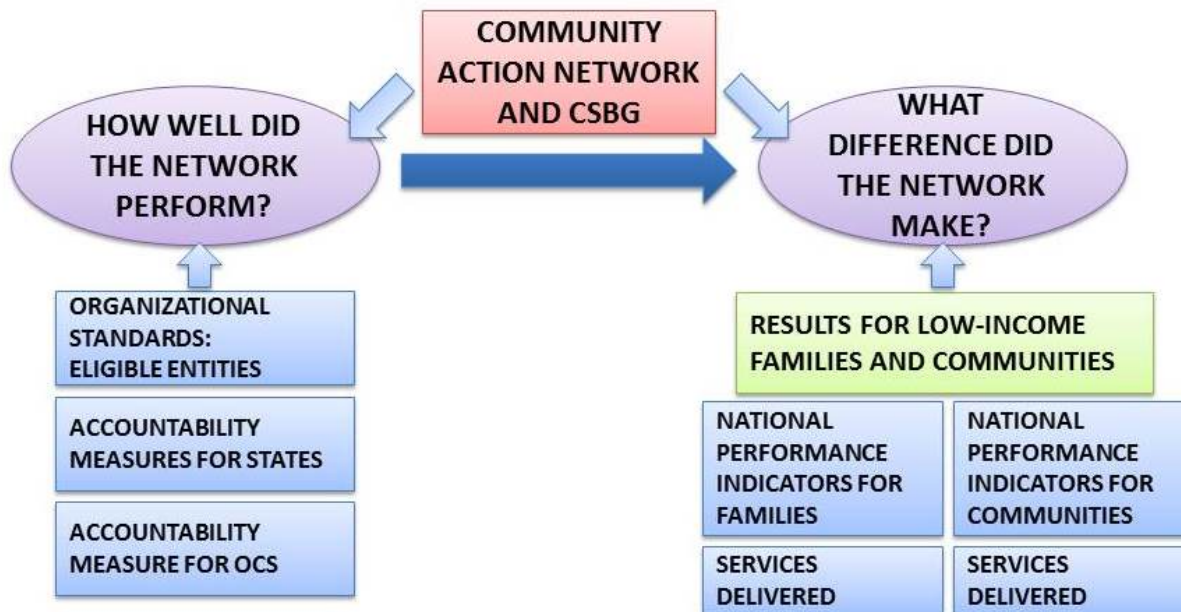 COMMUNITY
ACTION NETWORK
AND CSBG
HOW WELL DID
THE NETWORK
PERFORM?
WHAT
DIFFERENCE DID
THE NETWORK
MAKE?
ORGANIZATIONAL
STANDARDS:
ELIGIBLE ENTITIES
ACCOUNTABILITY
MEASURES FOR STATES
ACCOUNTABILITY
MEASURE FOR OCS
RESULTS FOR LOW-INCOME
FAMILIES AND COMMUNITIES
NATIONAL
PERFORMANCE
INDICATORS FOR
FAMILIES
NATIONAL
PERFORMANCE
INDICATORS FOR
COMMUNITIES
SERVICES
DELIVERED
SERVICES
DELIVERED